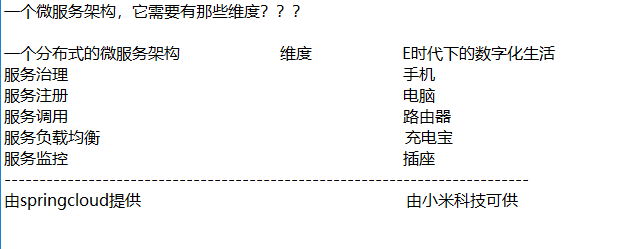 一个微服务架构，它需要有那些维度？？？
一个分布式的微服务架构 维度 E时代下的数字化生活
服务治理 手机
服务注册 电脑
服务调用 路由器
服务负载均衡 充电宝
服务监控 插座
---------------------------------------------------------------------------
由springcloud提供 由小米科技可供